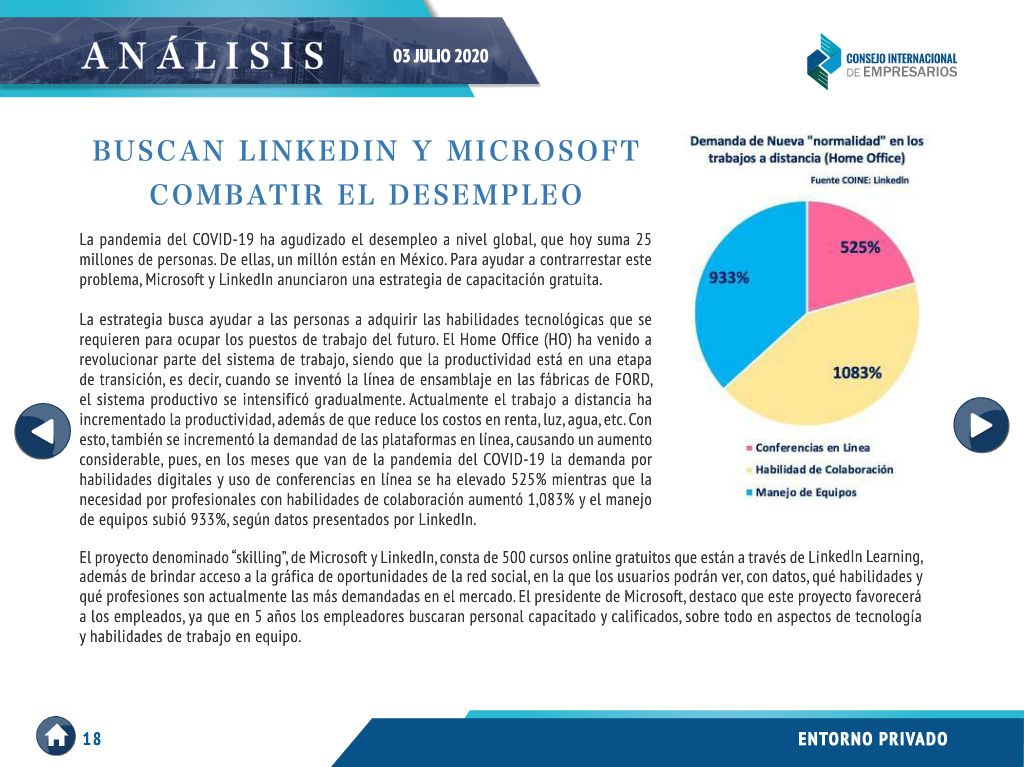 ANÁLISIS
03 JULIO 2020
CONSEJO INTERNACIONAL
DE EMPRESARIOS
BUSCAN LINKEDIN Y MICROSOFT
COMBATIR EL DESEMPLEO
La pandemia del COVID-19 ha agudizado el desempleo a nivel global, que hoy suma 25
millones de personas. De ellas, un millón están en México. Para ayudar a contrarrestar este
problema, Microsoft y LinkedIn anunciaron una estrategia de capacitación gratuita.
La estrategia busca ayudar a las personas a adquirir las habilidades tecnológicas que se
requieren para ocupar los puestos de trabajo del futuro. El Home Office (HO) ha venido a
revolucionar parte del sistema de trabajo, siendo que la productividad está en una etapa
de transición, es decir, cuando se inventó la línea de ensamblaje en las fábricas de FORD,
el sistema productivo se intensificó gradualmente. Actualmente el trabajo a distancia ha
incrementado la productividad, además de que reduce los costos en renta, luz, agua, etc. Con
esto, también se incrementó la demandad de las plataformas en línea, causando un aumento
considerable, pues, en los meses que van de la pandemia del COVID-19 la demanda por
habilidades digitales y uso de conferencias en línea se ha elevado 525% mientras que la
necesidad por profesionales con habilidades de colaboración aumentó 1,083% y el manejo
de equipos subió 933%, según datos presentados por LinkedIn.
Demanda de Nueva "normalidad" en los
trabajos a distancia (Home Office)
Fuente COINE: LinkedIn
525%
933%
1083%
Conferencias en Linea
Habilidad de Colaboración
Manejo de Equipos
El proyecto denominado “skilling”, de Microsoft y LinkedIn, consta de 500 cursos online gratuitos que están a través de LinkedIn Learning,
además de brindar acceso a la gráfica de oportunidades de la red social, en la que los usuarios podrán ver, con datos, qué habilidades y
qué profesiones son actualmente las más demandadas en el mercado. El presidente de Microsoft, destaco que este proyecto favorecerá
a los empleados, ya que en 5 años los empleadores buscaran personal capacitado y calificados, sobre todo en aspectos de tecnología
y habilidades de trabajo en equipo.
18
ENTORNO PRIVADO